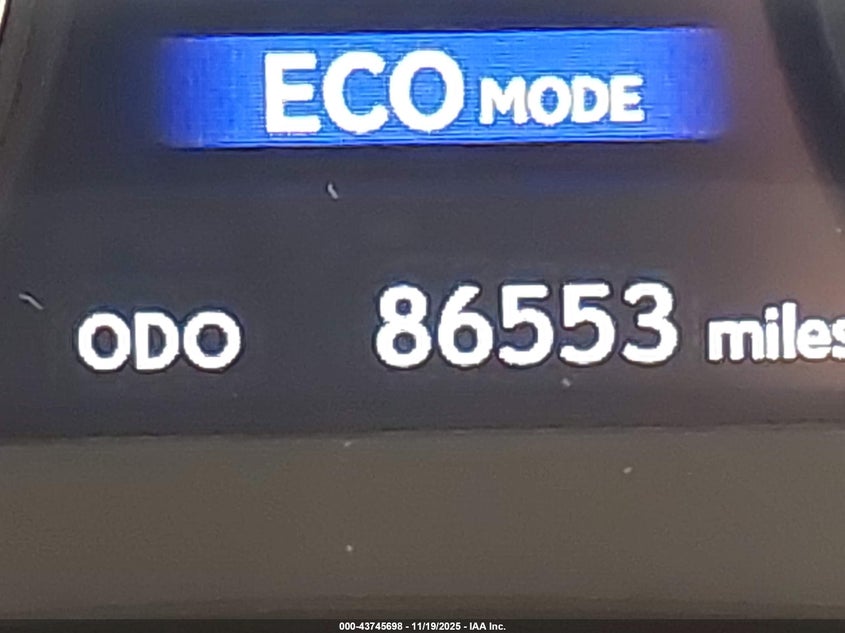 ECO MODE
ODO 86553 miles
000-43745698 - 11/19/2025 - IAA Inc.